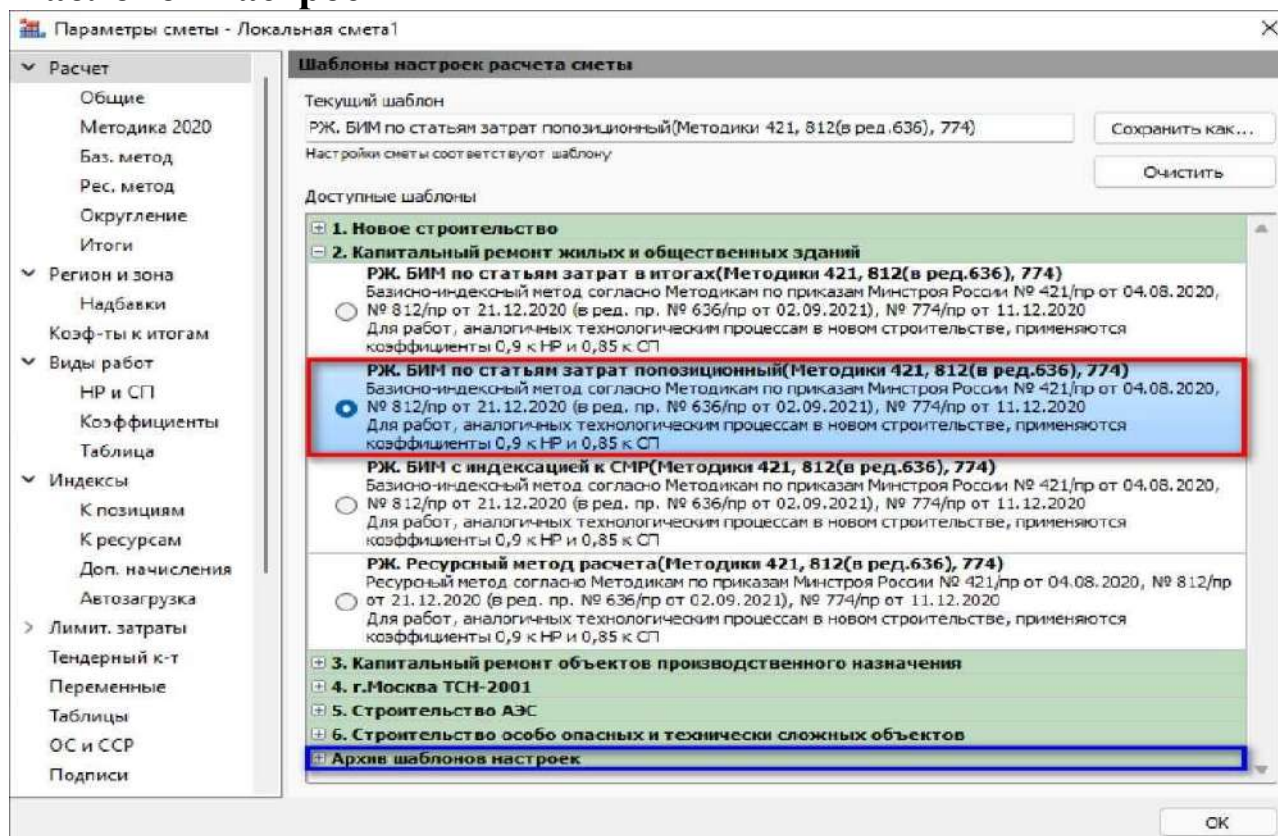 Параметры сметы - Локальная смета1
Расчет
Общие
Методика 2020
Баз. метод
Рес. метод
Округление
Итоги
Регион и зона
Надбавки
Коэф-ты к итогам
Виды работ
НР и СП
Коэффициенты
Таблица
Индексы
К позициям
К ресурсам
Доп. начисления
Автозагрузка
Лимит. затраты
Тендерный к-т
Переменные
Таблицы
ОС и ССР
Подписи
Шаблоны настроек расчета сметы
Текущий шаблон
РЖ. БИМ по статьям затрат попозиционный(Методики 421, 812(в ред.636), 774)
Сохранить как...
Настройки сметы соответствуют шаблону
Очистить
Доступные шаблоны
1. Новое строительство
2. Капитальный ремонт жилых и общественных зданий
РЖ. БИМ по статьям затрат в итогах(Методики 421, 812(в ред.636), 774)
Базисно-индексный метод согласно Методикам по приказам Минстроя России № 421/пр от 04.08.2020,
№ 812/пр от 21.12.2020 (в ред. пр. № 636/пр от 02.09.2021), № 774/пр от 11.12.2020
Для работ, аналогичных технологическим процессам в новом строительстве, применяются
коэффициенты 0,9 к НР и 0,85 к СП
РЖ. БИМ по статьям затрат попозиционный(Методики 421, 812(в ред.636), 774)
Базисно-индексный метод согласно Методикам по приказам Минстроя России № 421/пр от 04.08.2020,
№ 812/пр от 21.12.2020 (в ред. пр. № 636/пр от 02.09.2021), № 774/пр от 11.12.2020
Для работ, аналогичных технологическим процессам в новом строительстве, применяются
коэффициенты 0,9 к НР и 0,85 к СП
РЖ. БИМ с индексацией к СМР(Методики 421, 812(в ред.636), 774)
Базисно-индексный метод согласно Методикам по приказам Минстроя России № 421/пр от 04.08.2020,
№ 812/пр от 21.12.2020 (в ред. пр. № 636/пр от 02.09.2021), № 774/пр от 11.12.2020
Для работ, аналогичных технологическим процессам в новом строительстве, применяются
коэффициенты 0,9 к НР и 0,85 к СП
РЖ. Ресурсный метод расчета(Методики 421, 812(в ред.636), 774)
Ресурсный метод согласно Методикам по приказам Минстроя России № 421/пр от 04.08.2020, № 812/пр
от 21.12.2020 (в ред. пр. № 636/пр от 02.09.2021), № 774/пр от 11.12.2020
Для работ, аналогичных технологическим процессам в новом строительстве, применяются
коэффициенты 0,9 к НР и 0,85 к СП
3. Капитальный ремонт объектов производственного назначения
4. г.Москва ТСН-2001
5. Строительство АЭС
6. Строительство особо опасных и технически сложных объектов
Архив шаблонов настроек
ОК